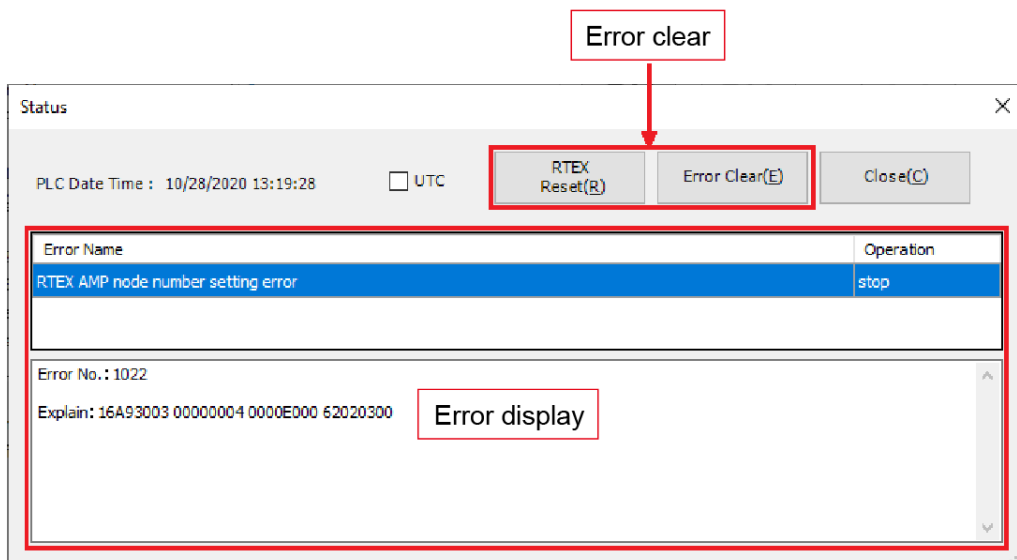 Error clear
Status
PLC Date Time : 10/28/2020 13:19:28
UTC
RTEX
Reset(R)
Error Clear(E)
Close(C)
Error Name Operation
RTEX AMP node number setting error stop
Error No.: 1022
Explain: 16A93003 00000004 0000E000 62020300
Error display